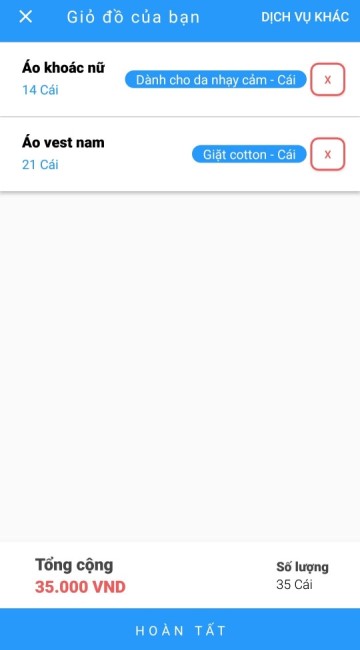 × Giỏ đồ của bạn DỊCH VỤ KHÁC
Áo khoác nữ
14 Cái
Dành cho da nhạy cảm - Cái
X
Áo vest nam
21 Cái
Giặt cotton - Cái
X
Tổng cộng
35.000 VND
Số lượng
35 Cái
HOÀN TẤT